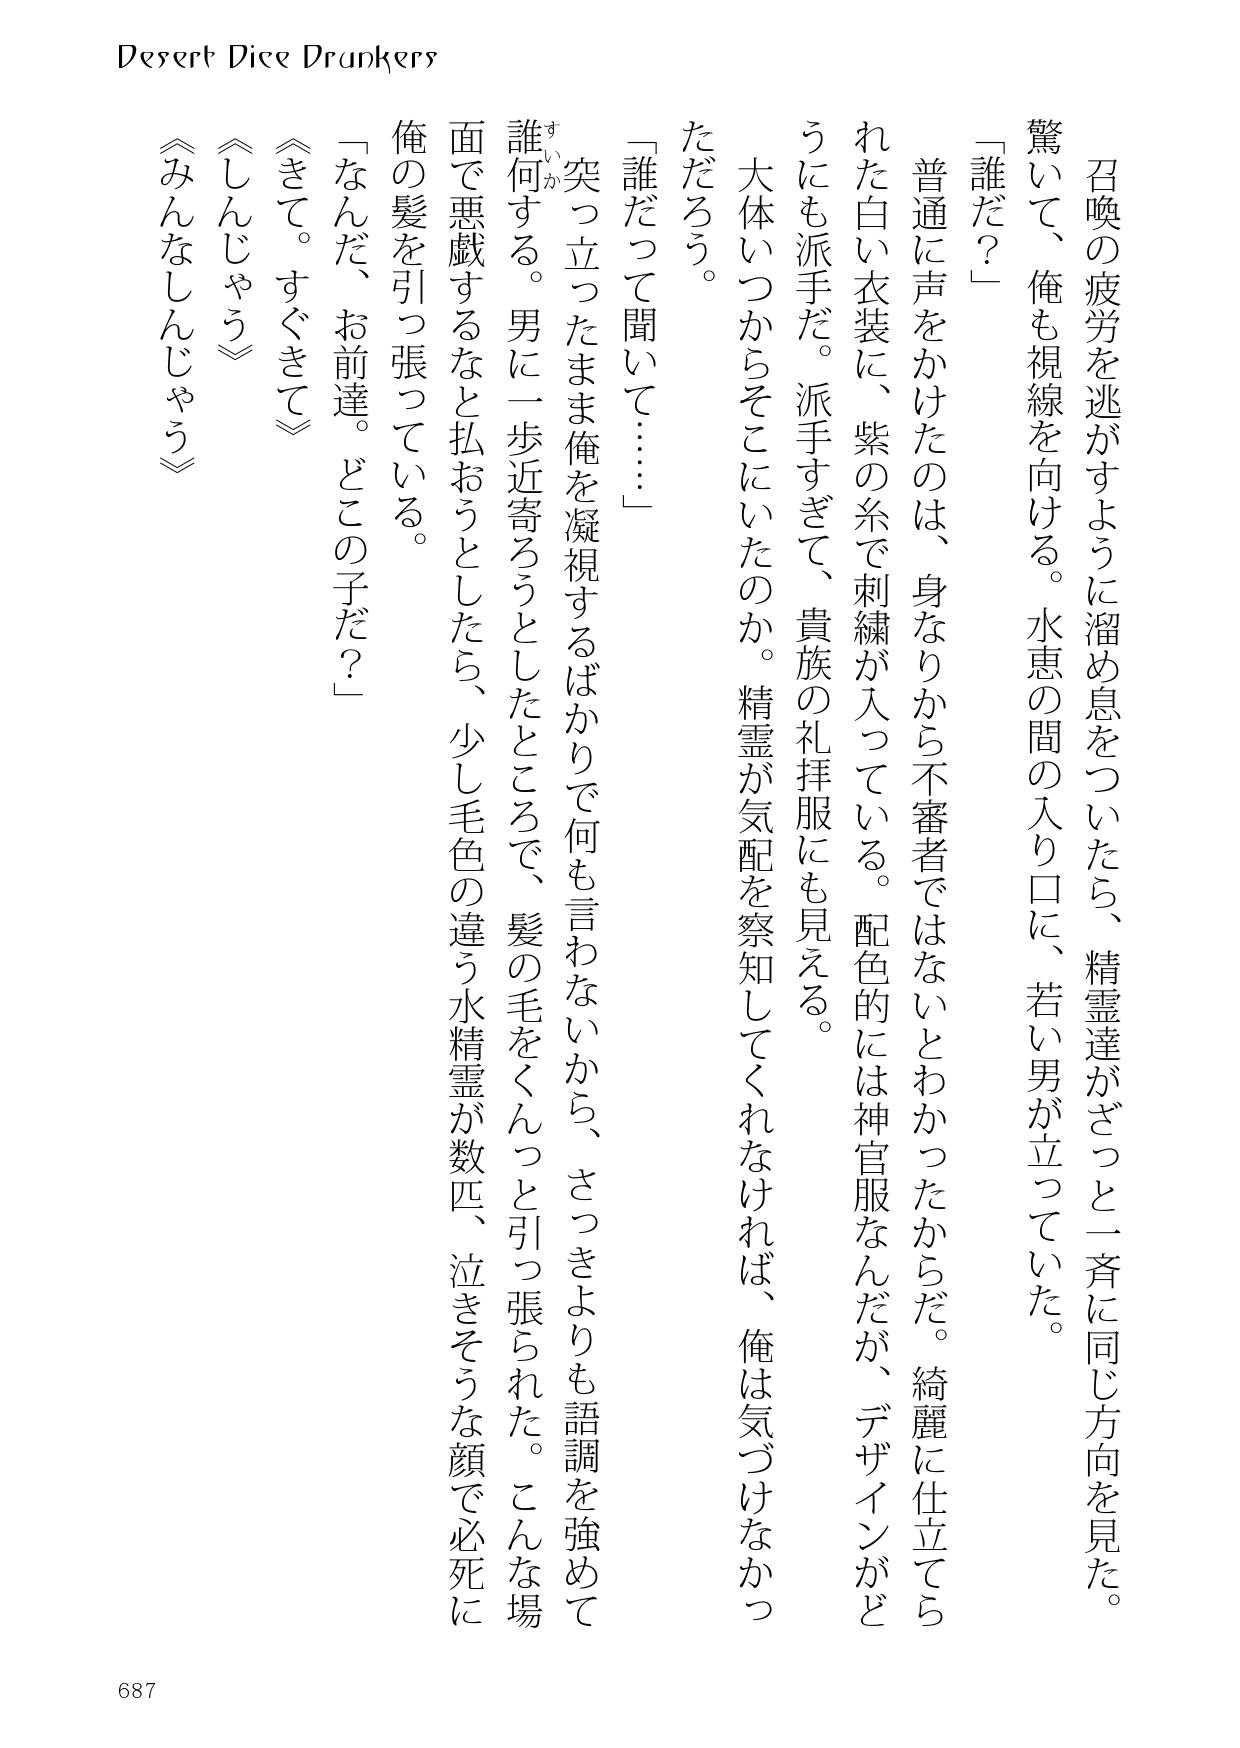 Desert Dice Drunkers
　召喚の疲労を逃がすように溜め息をついたら、精霊達がざっと一斉に同じ方向を見た。
驚いて、俺も視線を向ける。水恵の間の入り口に、若い男が立っていた。
「誰だ？」
　普通に声をかけたのは、身なりから不審者ではないとわかったからだ。綺麗に仕立てら
れた白い衣装に、紫の糸で刺繍が入っている。配色的には神官服なんだが、デザインがど
うにも派手だ。派手すぎて、貴族の礼拝服にも見える。
　大体いつからそこにいたのか。精霊が気配を察知してくれなければ、俺は気づけなかっ
ただろう。
「誰だって聞いて……」
　突っ立ったまま俺を凝視するばかりで何も言わないから、さっきよりも語調を強めて
誰何する。男に一歩近寄ろうとしたところで、髪の毛をくんっと引っ張られた。こんな場
すいか
面で悪戯するなと払おうとしたら、少し毛色の違う水精霊が数匹、泣きそうな顔で必死に
俺の髪を引っ張っている。
「なんだ、お前達。どこの子だ？」
《きて。すぐきて》
《しんじゃう》
《みんなしんじゃう》
687